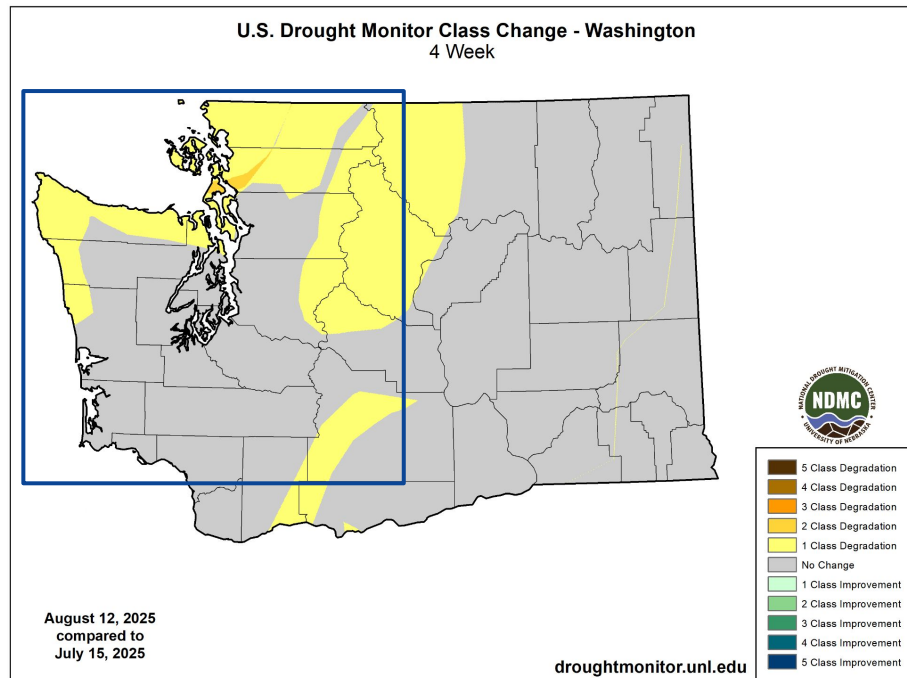 U.S. Drought Monitor Class Change - Washington
4 Week
NATIONAL DROUGHT MITIGATION CENTER
NDMC
UNIVERSITY OF NEBRASKA
5 Class Degradation
4 Class Degradation
3 Class Degradation
2 Class Degradation
1 Class Degradation
No Change
1 Class Improvement
2 Class Improvement
3 Class Improvement
4 Class Improvement
5 Class Improvement
August 12, 2025
compared to
July 15, 2025
droughtmonitor.unl.edu